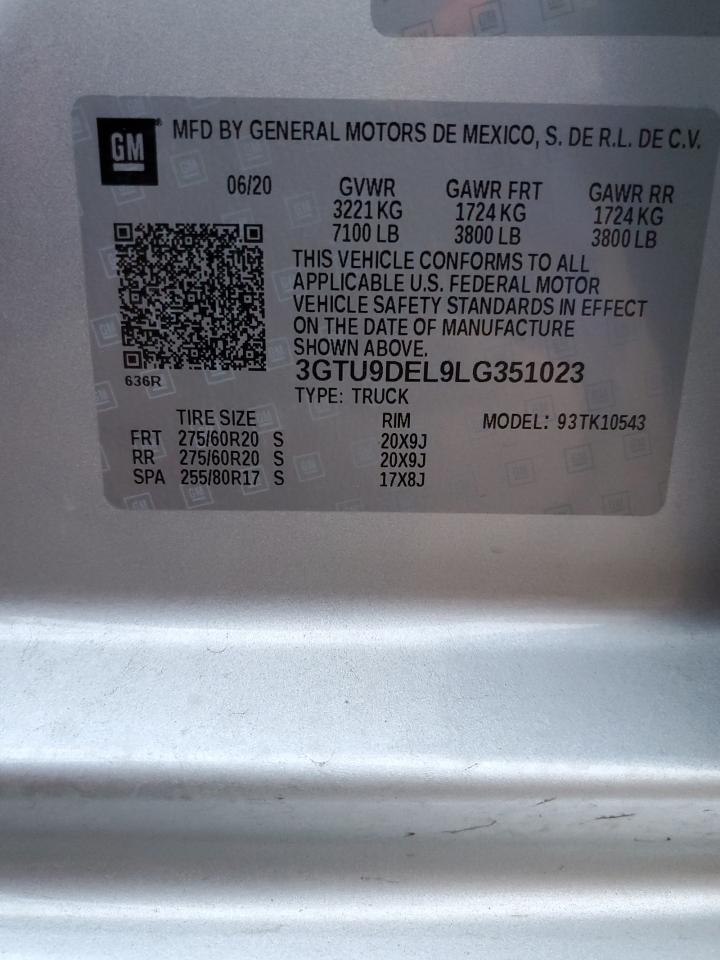 GM MFD BY GENERAL MOTORS DE MEXICO, S. DE R.L. DE C.V.
06/20 GVWR GAWR FRT GAWR RR
3221 KG 1724 KG 1724 KG
7100 LB 3800 LB 3800 LB
THIS VEHICLE CONFORMS TO ALL
APPLICABLE U.S. FEDERAL MOTOR
VEHICLE SAFETY STANDARDS IN EFFECT
ON THE DATE OF MANUFACTURE
SHOWN ABOVE.
636R
3GTU9DEL9LG351023
TYPE: TRUCK
TIRE SIZE RIM MODEL: 93TK10543
FRT 275/60R20 S 20X9J
RR 275/60R20 S 20X9J
SPA 255/80R17 S 17X8J